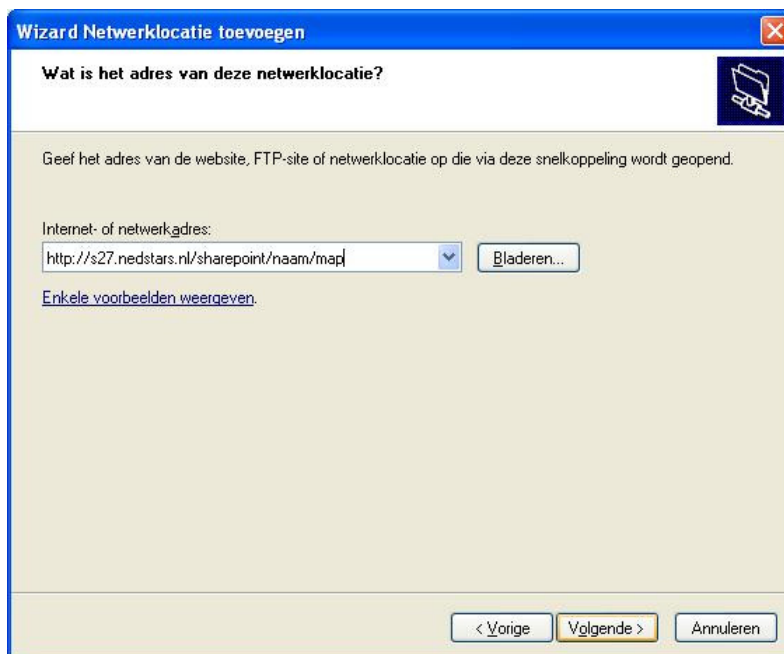 Wizard Netwerklocatie toevoegen
Wat is het adres van deze netwerklocatie?
Geef het adres van de website, FTP-site of netwerklocatie op die via deze snelkoppeling wordt geopend.
Internet- of netwerkadres:
http://s27.nedstars.nl/sharepoint/naam/map
Bladeren...
Enkele voorbeelden weergeven.
< Vorige
Volgende >
Annuleren